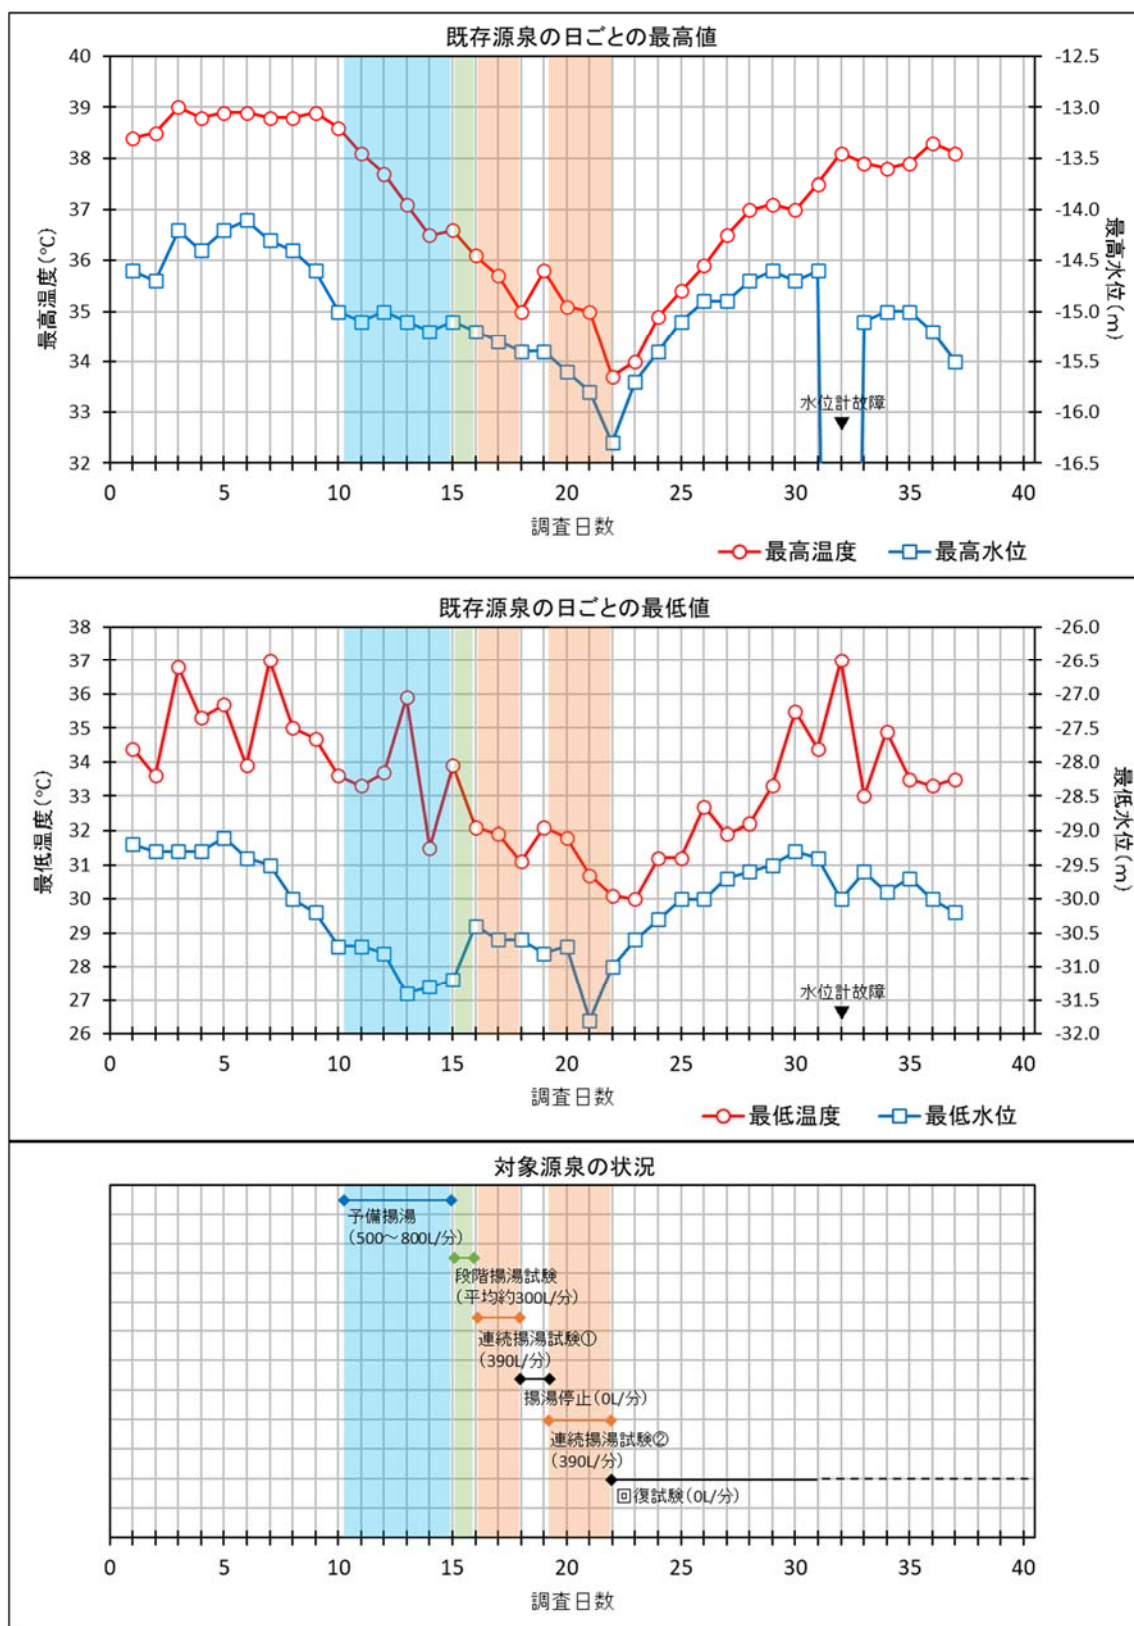 既存源泉の日ごとの最高値
40
39
38
37
36
35
34
33
32
最高温度(℃)
-12.5
-13.0
-13.5
-14.0
-14.5
-15.0
-15.5
-16.0
-16.5
最高水位(m)
水位計故障
▼
0 5 10 15 20 25 30 35 40
調査日数
最高温度 最高水位
既存源泉の日ごとの最低値
38
37
36
35
34
33
32
31
30
29
28
27
26
最低温度(℃)
-26.0
-26.5
-27.0
-27.5
-28.0
-28.5
-29.0
-29.5
-30.0
-30.5
-31.0
-31.5
-32.0
最低水位(m)
水位計故障
▼
0 5 10 15 20 25 30 35 40
調査日数
最低温度 最低水位
対象源泉の状況
予備揚湯
(500～800L/分)
段階揚湯試験
(平均約300L/分)
連続揚湯試験①
(390L/分)
揚湯停止(0L/分)
連続揚湯試験②
(390L/分)
回復試験(0L/分)
0 5 10 15 20 25 30 35 40
調査日数